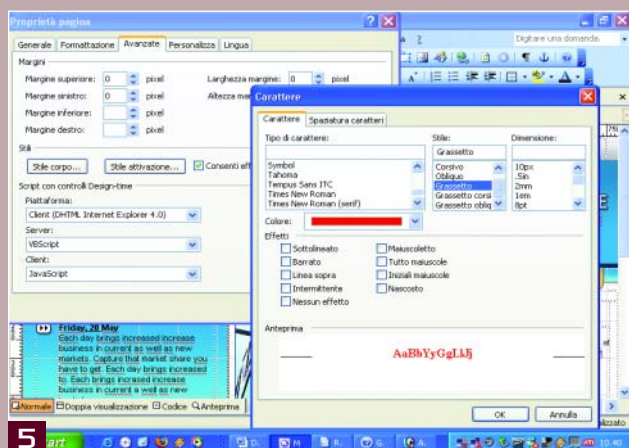 Proprietà pagina
Generale Formattazione Avanzate Personalizza Lingua
Margini
Margine superiore: 0 pixel Larghezza margine: 0 pixel
Margine sinistro: 0 pixel Altezza
Margine inferiore: pixel
Margine destro: pixel
Stili
Stile corpo... Stile attivazione... Consenti
Script con controlli Design-time
Piattaforma:
Client (DHTML Internet Explorer 4.0)
Server:
VBScript
Client:
JavaScript
Digitare una domanda.
Carattere
Carattere Spaziatura caratteri
Tipo di carattere: Stile: Dimensione:
Grassetto
Symbol Corsivo 10px
Tahoma Obliquo .5in
Tempus Sans ITC Grassetto 2mm
Times New Roman Grassetto corsi 1em
Times New Roman (serif) Grassetto obliq 8pt
Colore:
Effetti
Sottolineato Maiuscoletto
Barrato Tutto maiuscole
Linea sopra Iniziali maiuscole
Intermittente Nascosto
Nessun effetto
Anteprima
AaBbYyGgLlJj
OK Annulla
Friday, 20 May
Each day brings increased increase
business in current as well as new
markets. Capture that market share you
have to get. Each day brings increased
to. Each brings incrased increase
business in current a well as new
Normale Doppia visualizzazione Codice Anteprima
5
start 10.40